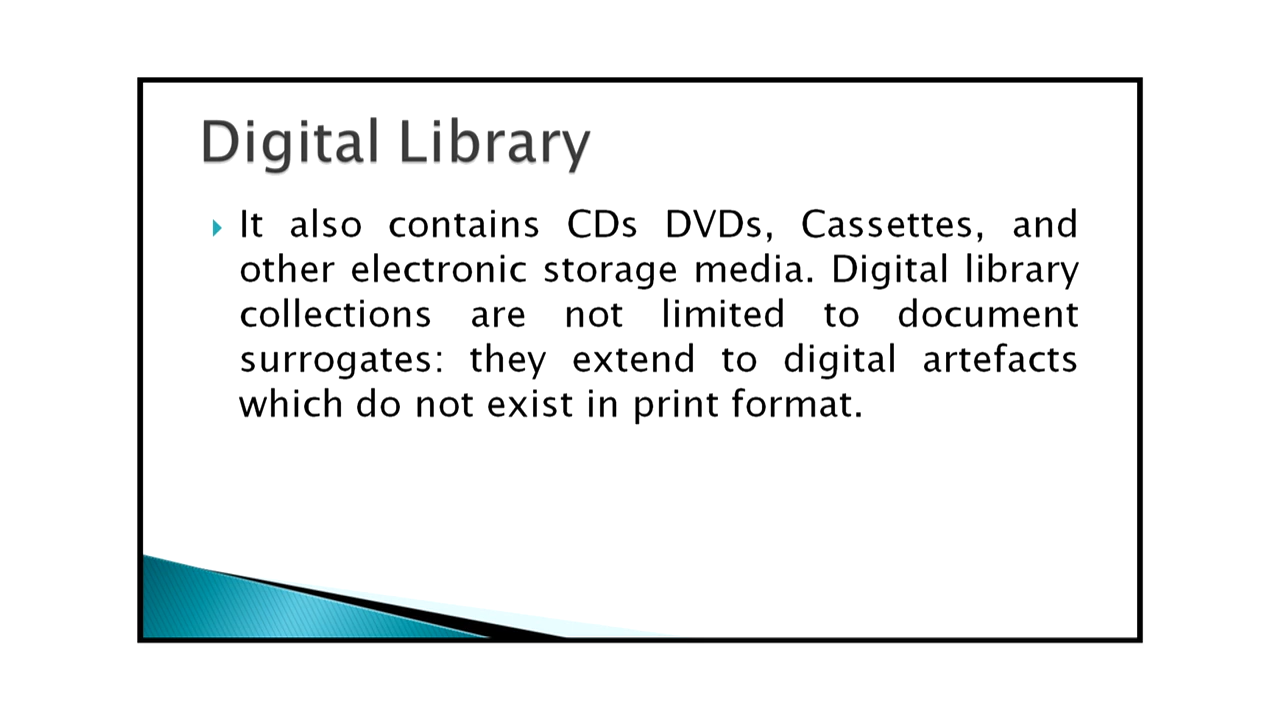 Digital Library
It also contains CDs DVDs, Cassettes, and
other electronic storage media. Digital library
collections are not limited to document
surrogates: they extend to digital artefacts
which do not exist in print format.